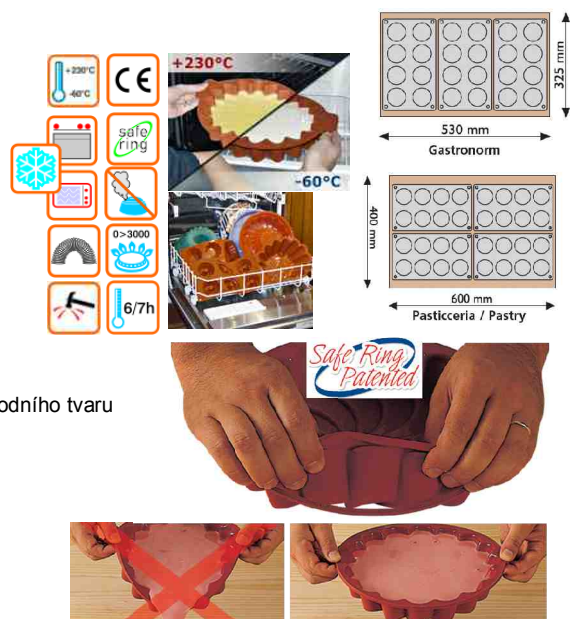 +230°C
-60°C
CE
safe
ring
0>3000
6/7h
+230°C
-60°C
325 mm
530 mm
Gastronorm
400 mm
600 mm
Pasticceria / Pastry
Safe Ring
Patented
odního tvaru